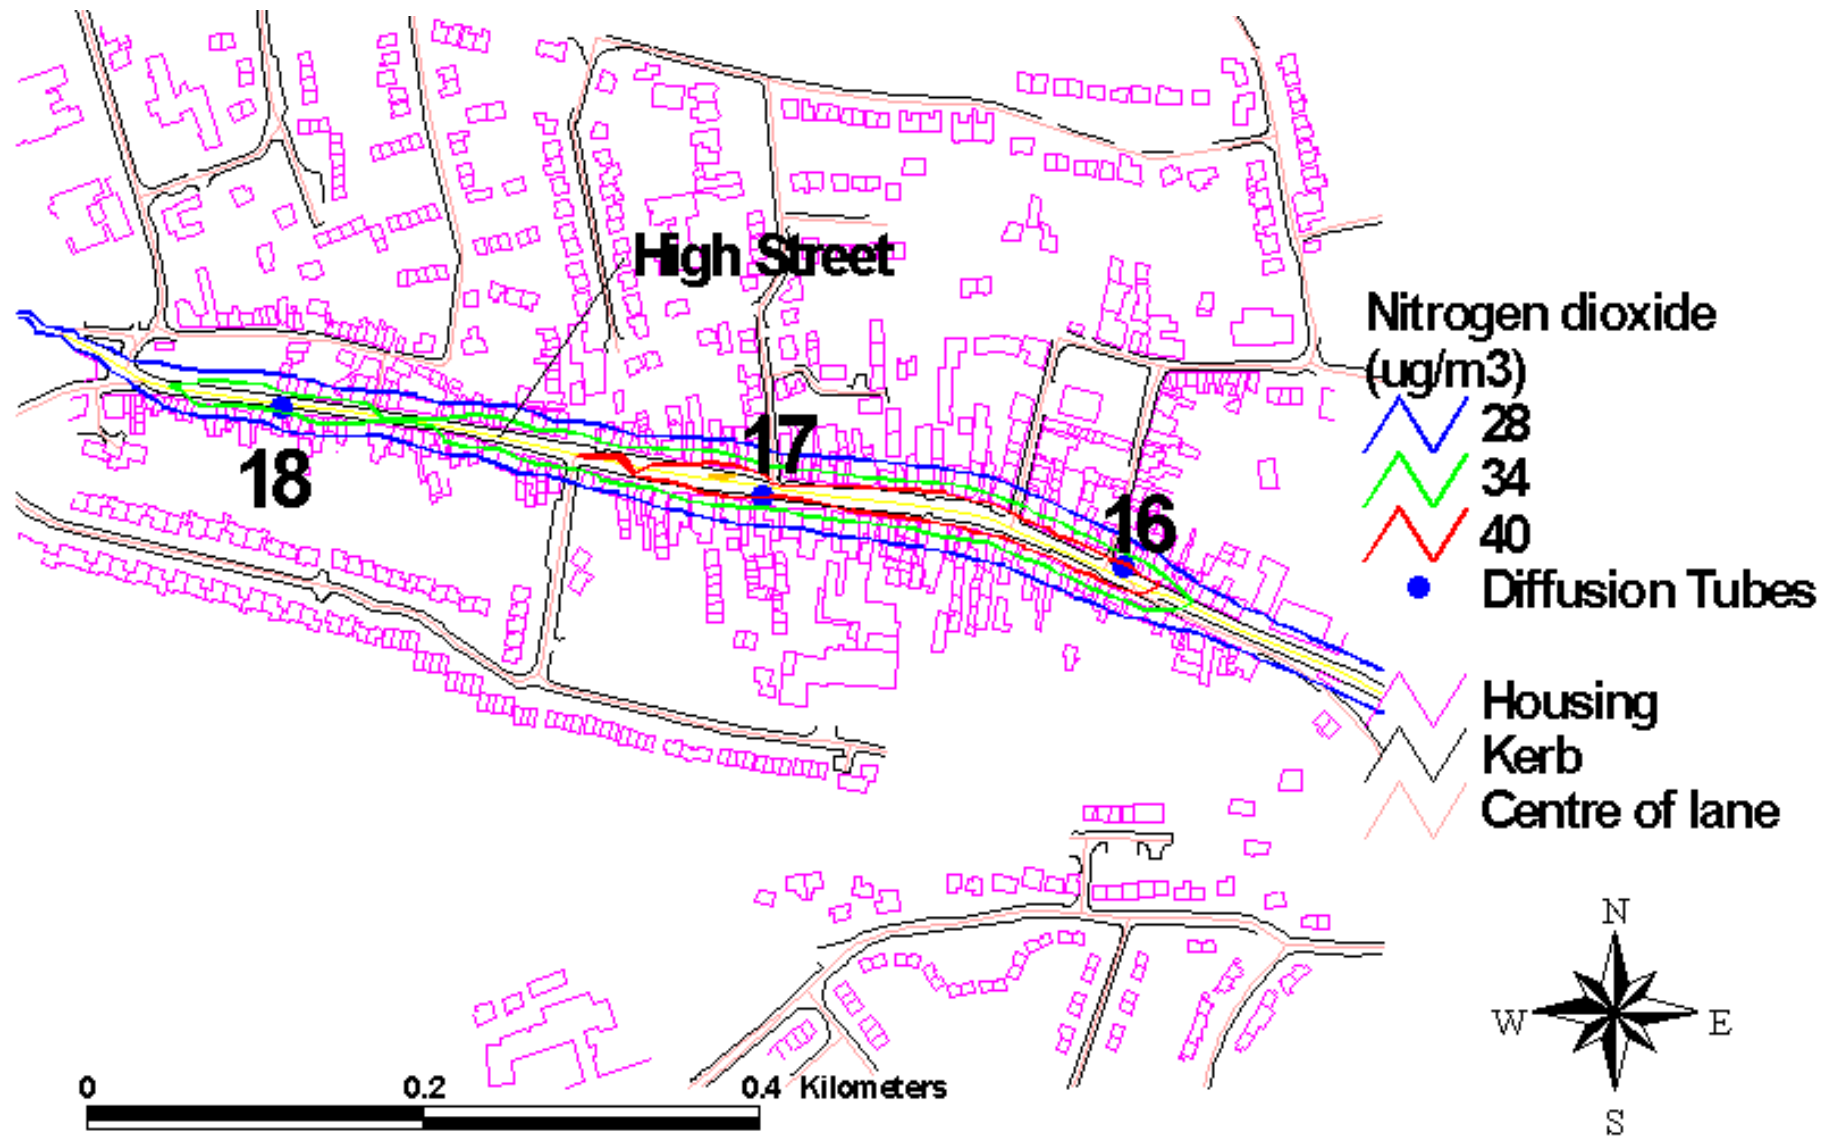 High Street
17
18
16
Nitrogen dioxide
(ug/m3)
28
34
40
Diffusion Tubes
Housing
Kerb
Centre of lane
N
W E
S
0 0.2 0.4 Kilometers